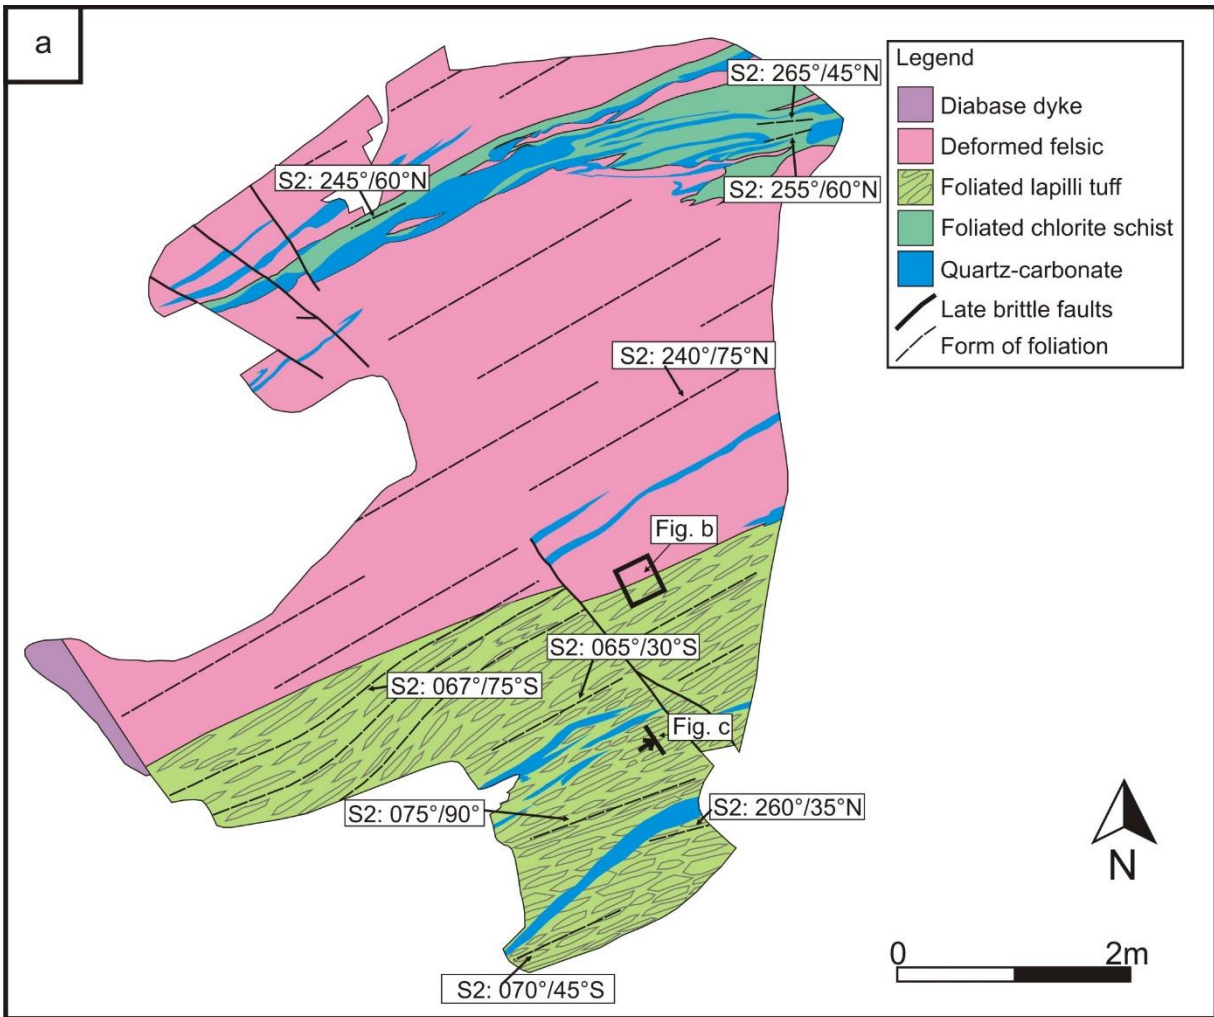 a
Legend
Diabase dyke
Deformed felsic
Foliated lapilli tuff
Foliated chlorite schist
Quartz-carbonate
Late brittle faults
Form of foliation
S2: 265°/45°N
S2: 245°/60°N
S2: 255°/60°N
S2: 240°/75°N
Fig. b
S2: 065°/30°S
S2: 067°/75°S
Fig. c
S2: 075°/90°
S2: 260°/35°N
N
0 2m
S2: 070°/45°S